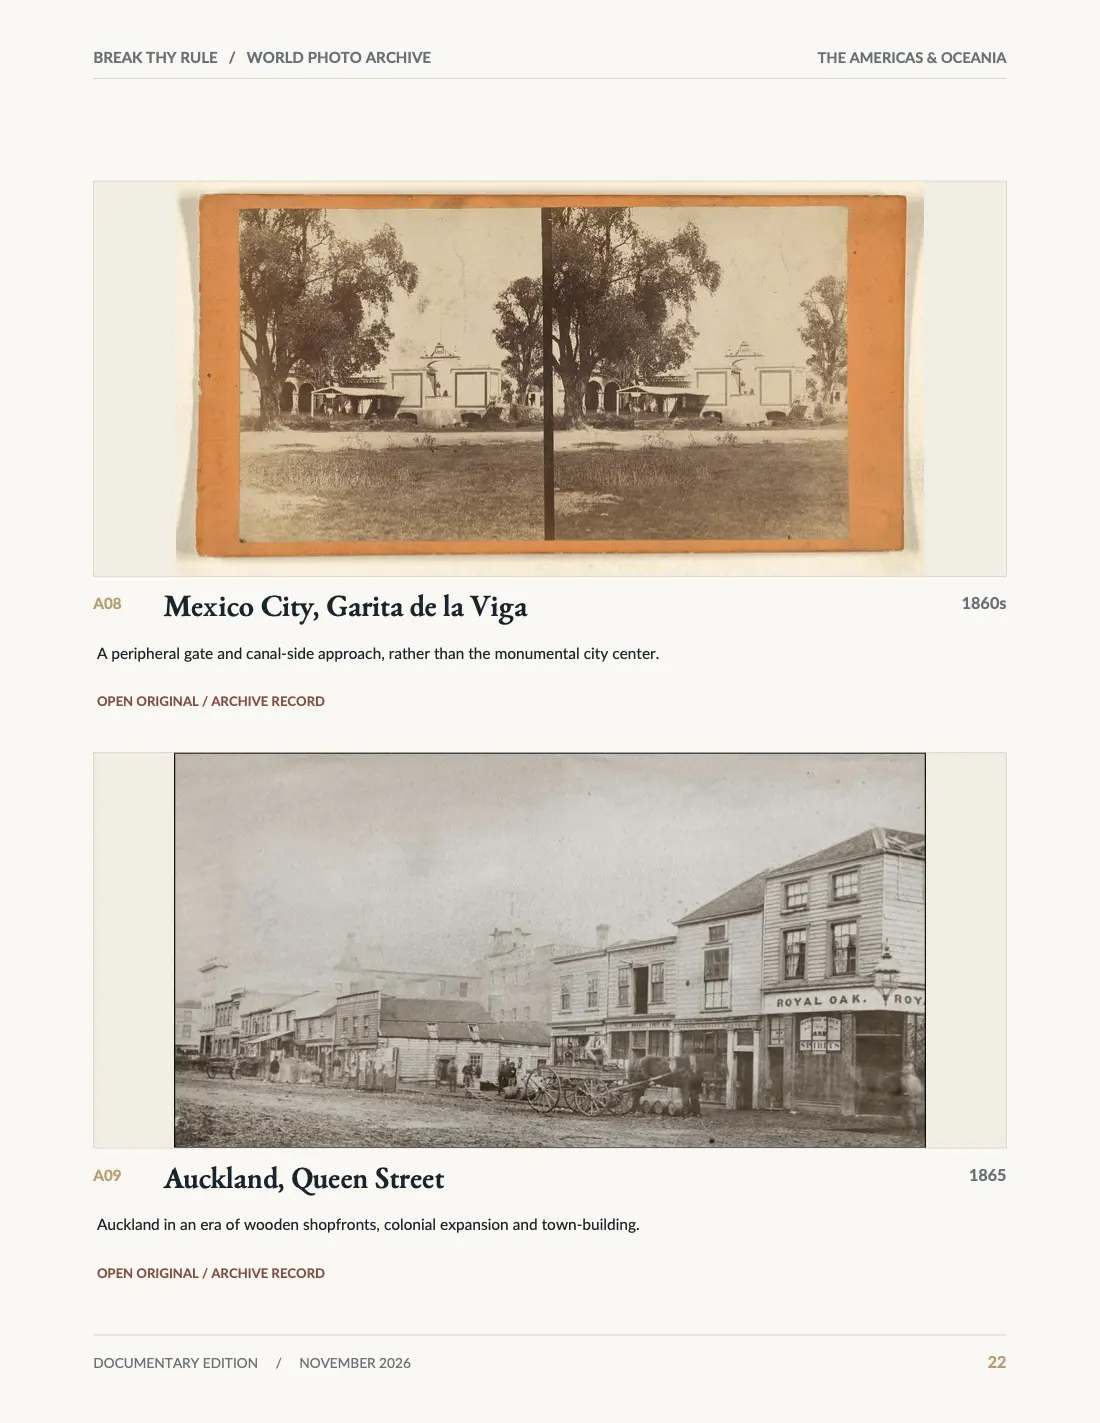 BREAK THY RULE / WORLD PHOTO ARCHIVE
THE AMERICAS & OCEANIA
A08 Mexico City, Garita de la Viga 1860s
A peripheral gate and canal-side approach, rather than the monumental city center.
OPEN ORIGINAL / ARCHIVE RECORD
ROYAL OAK. ROY
AND
SPIRITS
A09 Auckland, Queen Street 1865
Auckland in an era of wooden shopfronts, colonial expansion and town-building.
OPEN ORIGINAL / ARCHIVE RECORD
DOCUMENTARY EDITION / NOVEMBER 2026
22